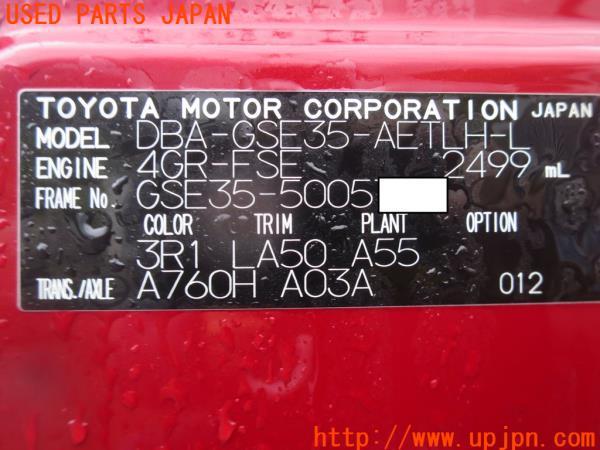 USED PARTS JAPAN
TOYOTA MOTOR CORPORATION JAPAN
MODEL DBA-GSE35-AETLH-L
ENGINE 4GR-FSE 2499 mL
FRAME No. GSE35-5005
COLOR TRIM PLANT OPTION
3R1 LA50 A55
TRANS./AXLE A760H A03A 012
http://www.upjpn.com/